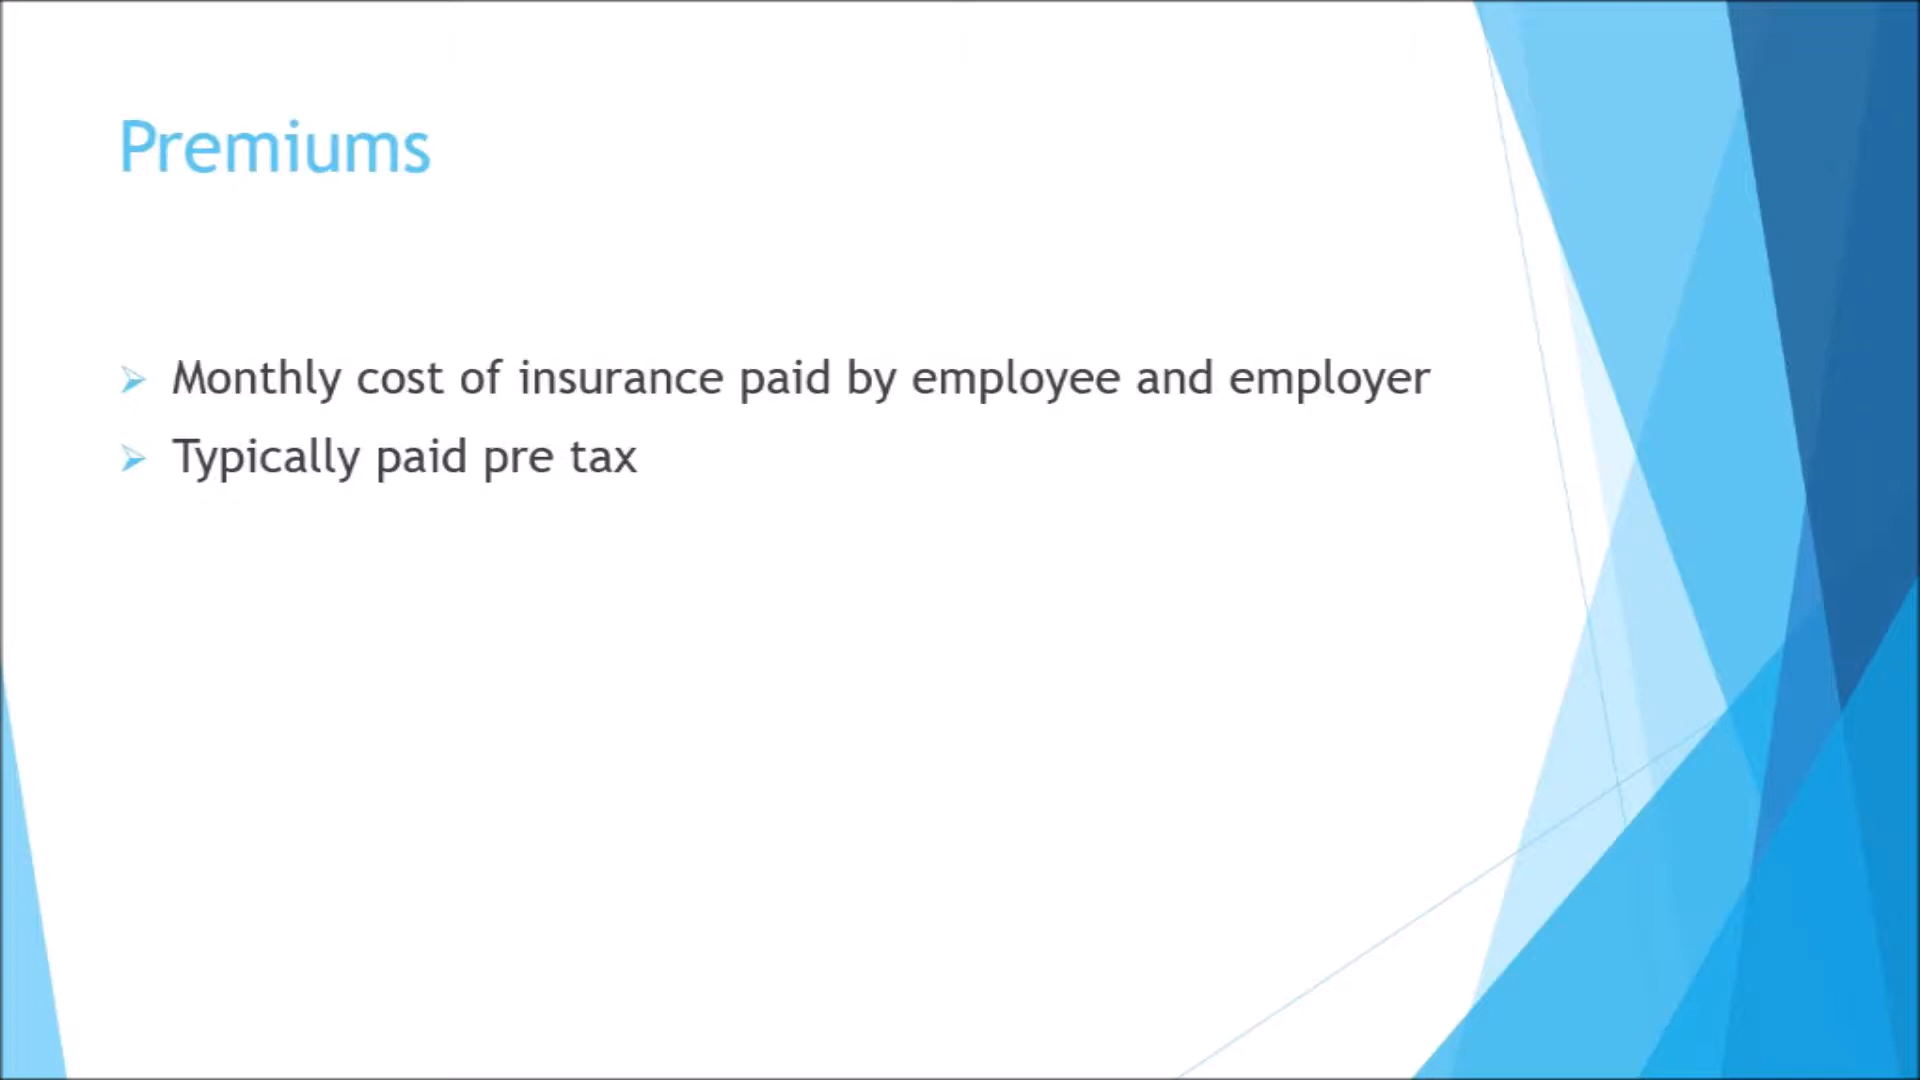 Premiums
Monthly cost of insurance paid by employee and employer
Typically paid pre tax